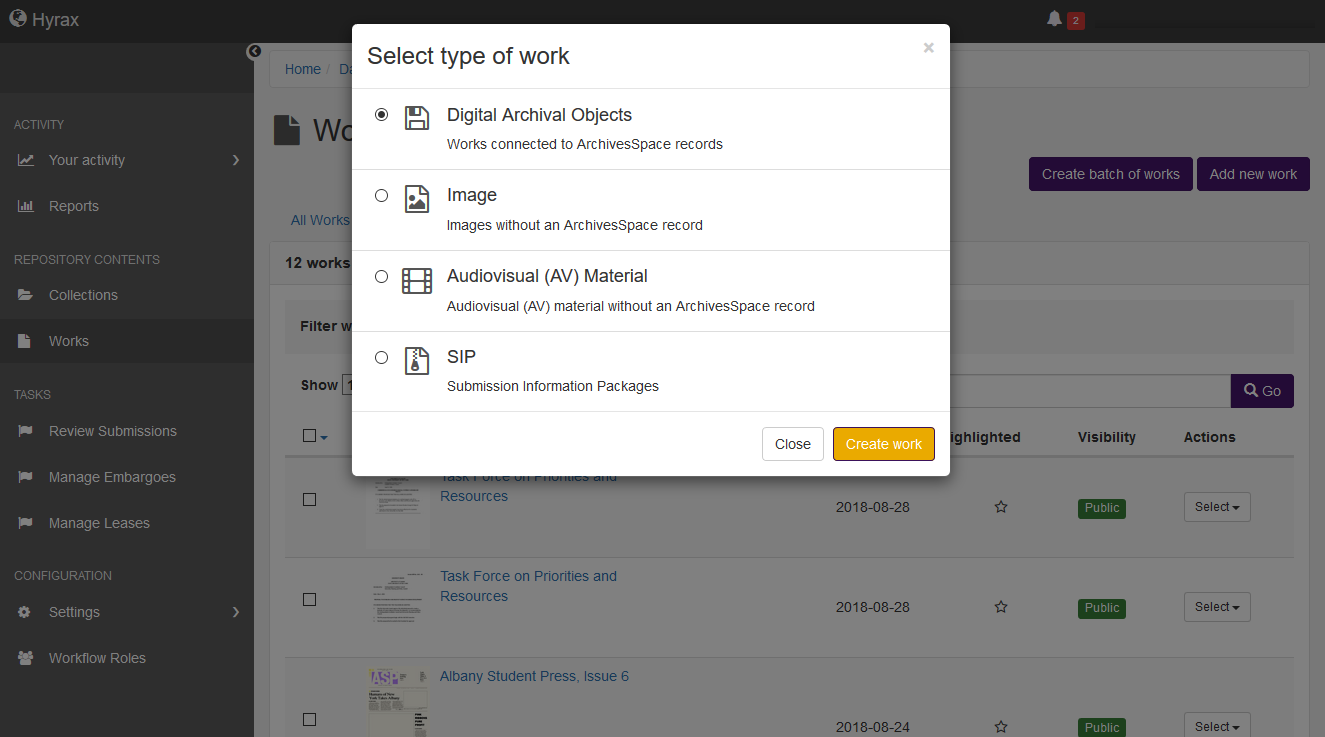 Hyrax
2
Home / Da
ACTIVITY
Your activity
Reports
REPOSITORY CONTENTS
Collections
Works
TASKS
Review Submissions
Manage Embargoes
Manage Leases
CONFIGURATION
Settings
Workflow Roles
Select type of work
×
Digital Archival Objects
Works connected to ArchivesSpace records
Image
Images without an ArchivesSpace record
Audiovisual (AV) Material
Audiovisual (AV) material without an ArchivesSpace record
SIP
Submission Information Packages
Close
Create work
Wo
Create batch of works
Add new work
All Works
12 works
Filter w
Show 1
Go
ighlighted
Visibility
Actions
Task Force on Priorities and
Resources
2018-08-28
Public
Select
Task Force on Priorities and
Resources
2018-08-28
Public
Select
ASP
Albany Student Press, Issue 6
2018-08-24
Public
Select